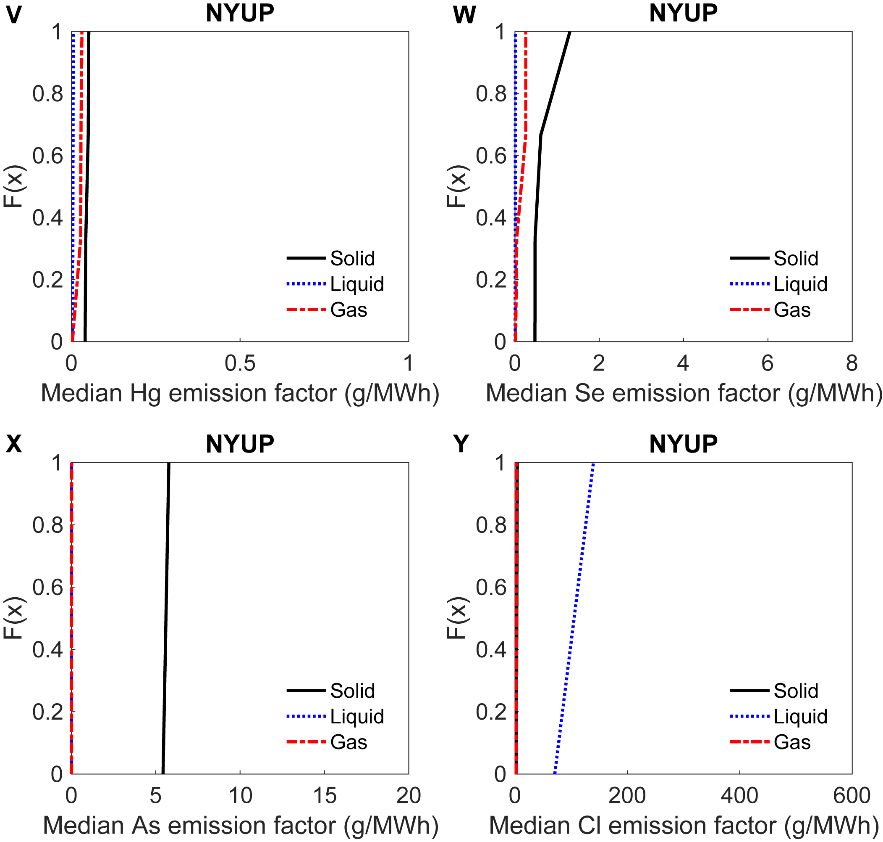 V NYUP
1
0.8
0.6
0.4
0.2
0
F(x)
Solid
Liquid
Gas
0 0.5 1
Median Hg emission factor (g/MWh)
W NYUP
1
0.8
0.6
0.4
0.2
0
F(x)
Solid
Liquid
Gas
0 2 4 6 8
Median Se emission factor (g/MWh)
X NYUP
1
0.8
0.6
0.4
0.2
0
F(x)
Solid
Liquid
Gas
0 5 10 15 20
Median As emission factor (g/MWh)
Y NYUP
1
0.8
0.6
0.4
0.2
0
F(x)
Solid
Liquid
Gas
0 200 400 600
Median Cl emission factor (g/MWh)